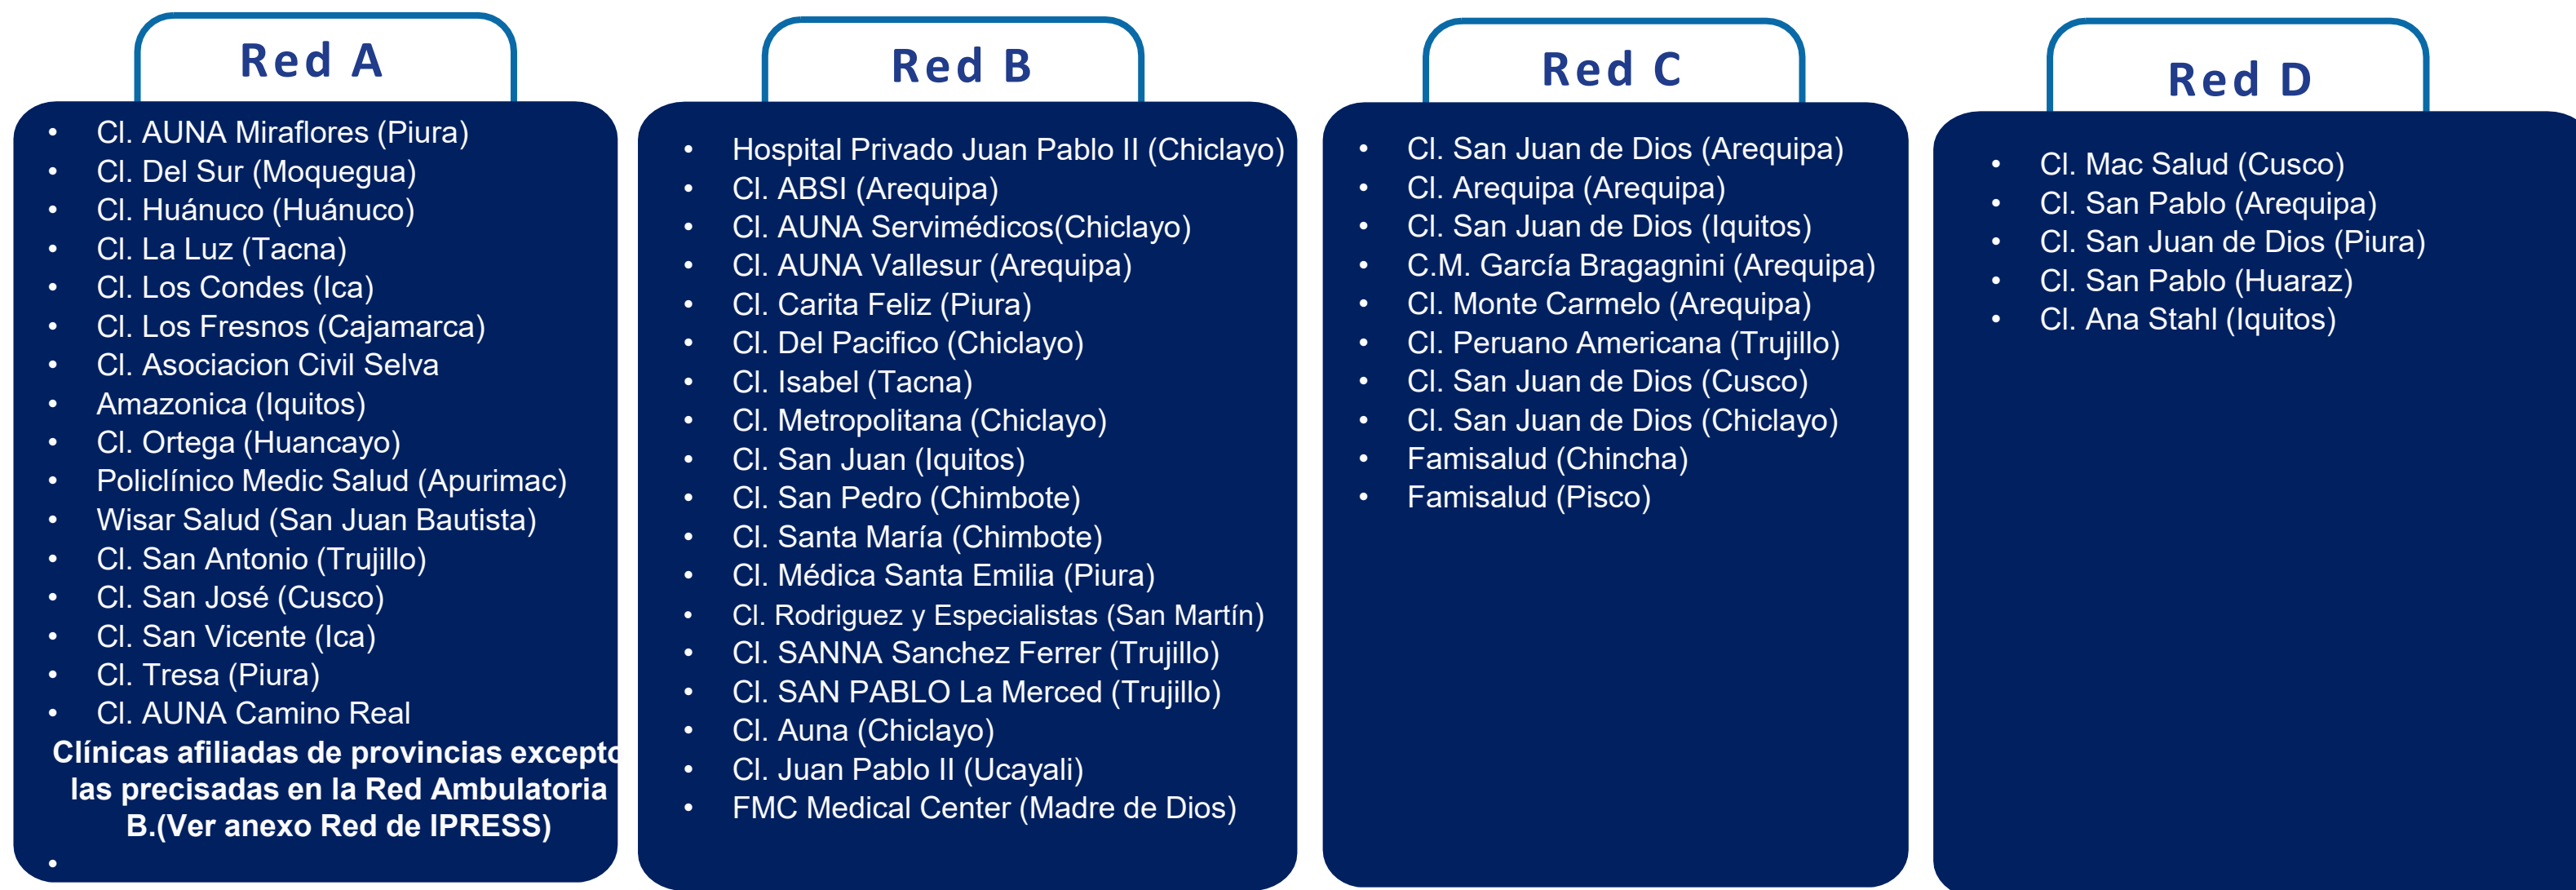 Red A
• Cl. AUNA Miraflores (Piura)
• Cl. Del Sur (Moquegua)
• Cl. Huánuco (Huánuco)
• Cl. La Luz (Tacna)
• Cl. Los Condes (Ica)
• Cl. Los Fresnos (Cajamarca)
• Cl. Asociacion Civil Selva
• Amazonica (Iquitos)
• Cl. Ortega (Huancayo)
• Policlínico Medic Salud (Apurimac)
• Wisar Salud (San Juan Bautista)
• Cl. San Antonio (Trujillo)
• Cl. San José (Cusco)
• Cl. San Vicente (Ica)
• Cl. Tresa (Piura)
• Cl. AUNA Camino Real
Clínicas afiliadas de provincias excepto
las precisadas en la Red Ambulatoria
B.(Ver anexo Red de IPRESS)
•
Red B
• Hospital Privado Juan Pablo II (Chiclayo)
• Cl. ABSI (Arequipa)
• Cl. AUNA Servimédicos(Chiclayo)
• Cl. AUNA Vallesur (Arequipa)
• Cl. Carita Feliz (Piura)
• Cl. Del Pacifico (Chiclayo)
• Cl. Isabel (Tacna)
• Cl. Metropolitana (Chiclayo)
• Cl. San Juan (Iquitos)
• Cl. San Pedro (Chimbote)
• Cl. Santa María (Chimbote)
• Cl. Médica Santa Emilia (Piura)
• Cl. Rodriguez y Especialistas (San Martín)
• Cl. SANNA Sanchez Ferrer (Trujillo)
• Cl. SAN PABLO La Merced (Trujillo)
• Cl. Auna (Chiclayo)
• Cl. Juan Pablo II (Ucayali)
• FMC Medical Center (Madre de Dios)
Red C
• Cl. San Juan de Dios (Arequipa)
• Cl. Arequipa (Arequipa)
• Cl. San Juan de Dios (Iquitos)
• C.M. García Bragagnini (Arequipa)
• Cl. Monte Carmelo (Arequipa)
• Cl. Peruano Americana (Trujillo)
• Cl. San Juan de Dios (Cusco)
• Cl. San Juan de Dios (Chiclayo)
• Famisalud (Chincha)
• Famisalud (Pisco)
Red D
• Cl. Mac Salud (Cusco)
• Cl. San Pablo (Arequipa)
• Cl. San Juan de Dios (Piura)
• Cl. San Pablo (Huaraz)
• Cl. Ana Stahl (Iquitos)